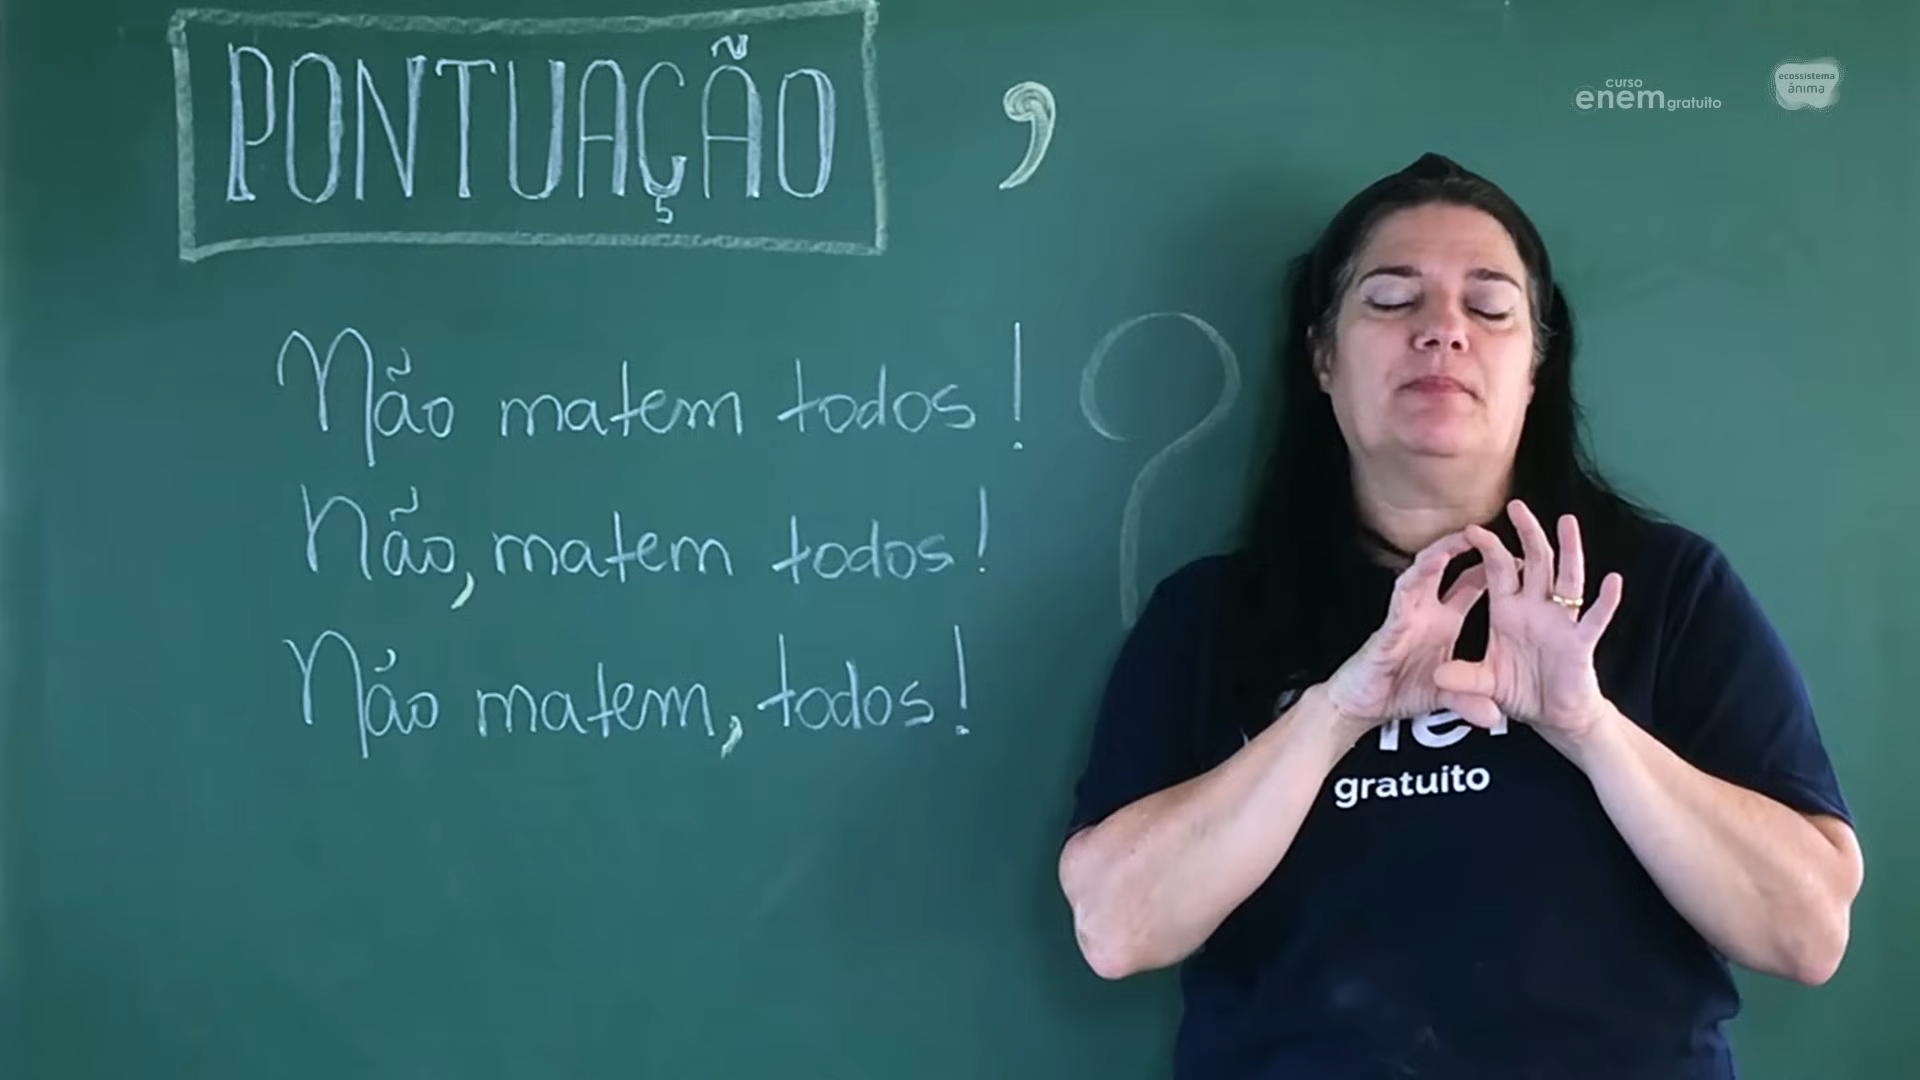 PONTUAÇÃO ,
Não matem todos!
Não, matem todos!
Não matem, todos!
?
curso
enem gratuito
ecossistema
ânima
gratuito